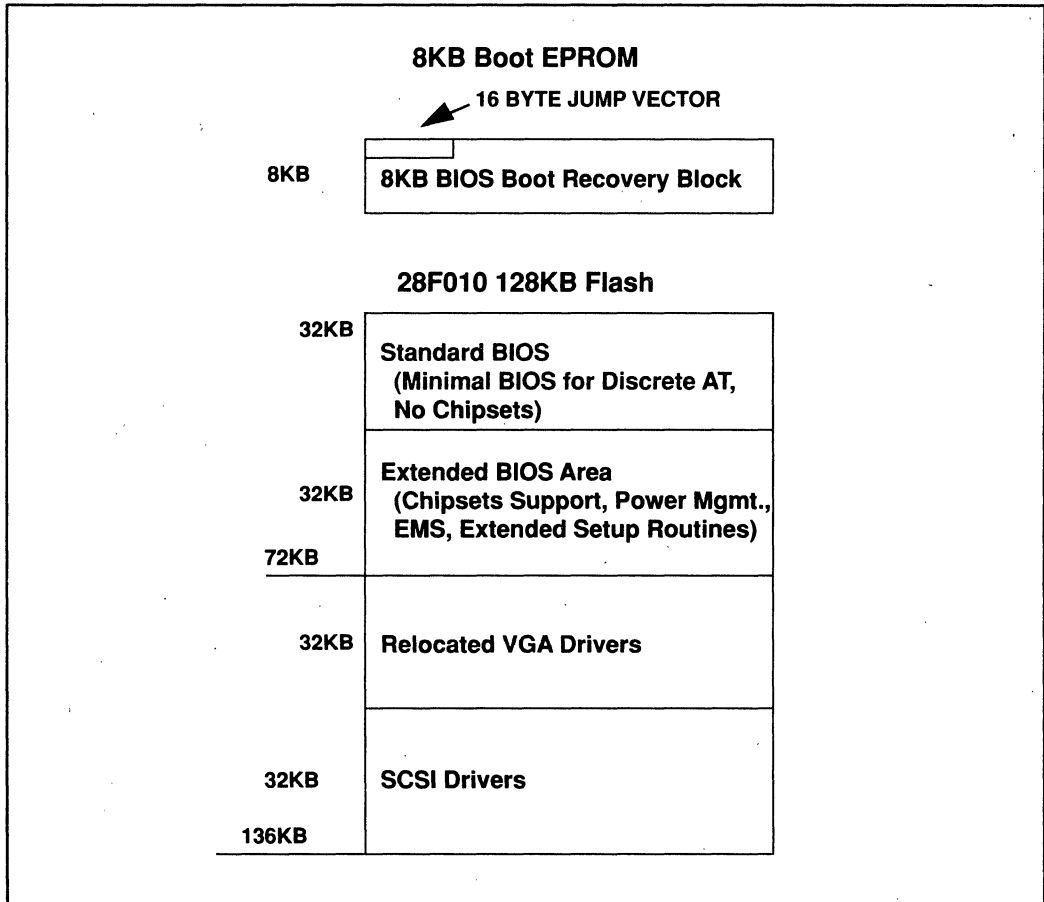 8KB Boot EPROM
16 BYTE JUMP VECTOR
8KB
8KB BIOS Boot Recovery Block
28F010 128KB Flash
32KB
Standard BIOS
(Minimal BIOS for Discrete AT,
No Chipsets)
Extended BIOS Area
32KB
(Chipsets Support, Power Mgmt.,
EMS, Extended Setup Routines)
72KB
32KB
Relocated VGA Drivers
32KB
SCSI Drivers
136KB